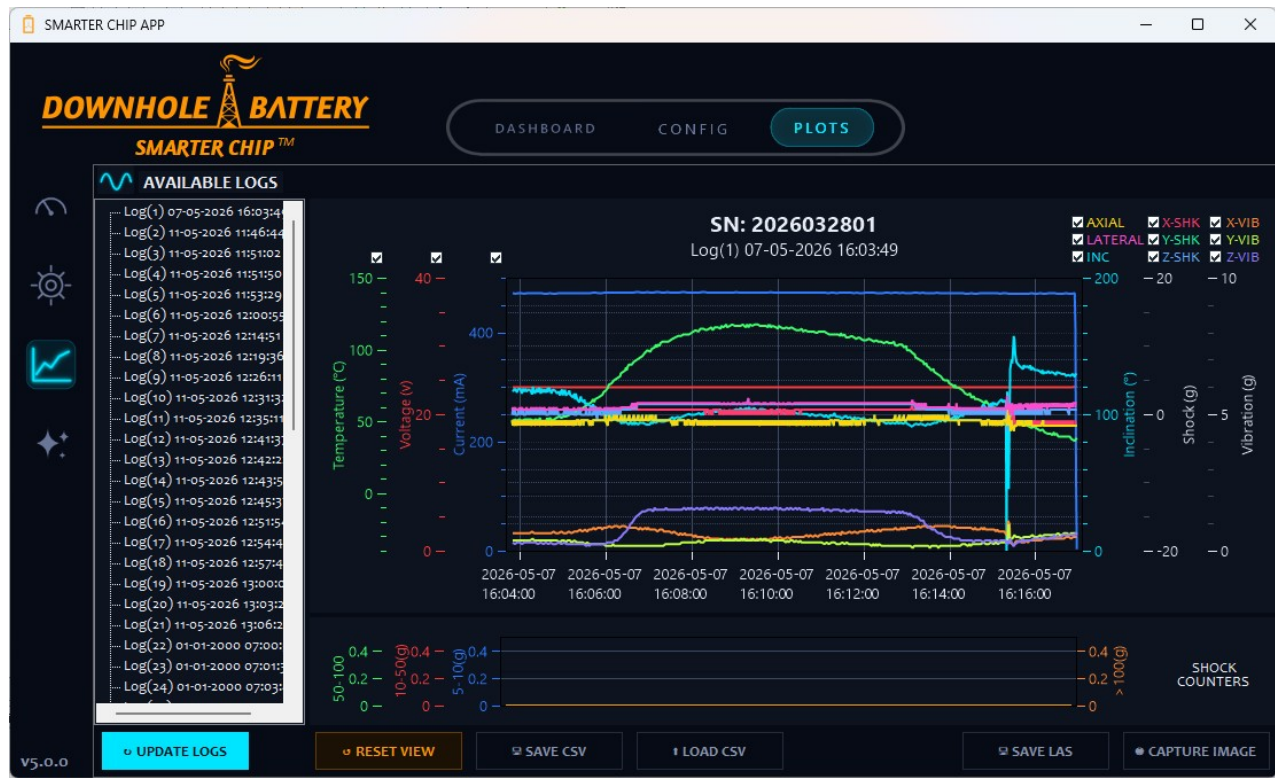 SMARTER CHIP APP
DOWNHOLE BATTERY
SMARTER CHIP TM
DASHBOARD CONFIG PLOTS
AVAILABLE LOGS
Log(1) 07-05-2026 16:03:4
Log(2) 11-05-2026 11:46:44
Log(3) 11-05-2026 11:51:02
Log(4) 11-05-2026 11:51:50
Log(5) 11-05-2026 11:53:29
Log(6) 11-05-2026 12:00:55
Log(7) 11-05-2026 12:14:51
Log(8) 11-05-2026 12:19:36
Log(9) 11-05-2026 12:26:11
Log(10) 11-05-2026 12:31:3
Log(11) 11-05-2026 12:35:11
Log(12) 11-05-2026 12:41:3
Log(13) 11-05-2026 12:42:2
Log(14) 11-05-2026 12:43:5
Log(15) 11-05-2026 12:45:3
Log(16) 11-05-2026 12:51:5
Log(17) 11-05-2026 12:54:4
Log(18) 11-05-2026 12:57:4
Log(19) 11-05-2026 13:00:0
Log(20) 11-05-2026 13:03:2
Log(21) 11-05-2026 13:06:2
Log(22) 01-01-2000 07:00:
Log(23) 01-01-2000 07:01:
Log(24) 01-01-2000 07:03:
SN: 2026032801
Log(1) 07-05-2026 16:03:49
AXIAL X-SHK X-VIB
LATERAL Y-SHK Y-VIB
INC Z-SHK Z-VIB
Temperature (°C)
150
100
50
0
Voltage (v)
40
20
0
Current (mA)
400
200
0
Inclination (°)
200
100
0
Shock (g)
20
0
-20
Vibration (g)
10
5
0
2026-05-07 2026-05-07 2026-05-07 2026-05-07 2026-05-07 2026-05-07 2026-05-07
16:04:00 16:06:00 16:08:00 16:10:00 16:12:00 16:14:00 16:16:00
50-100
0.4
0.2
0
10-50(g)
0.4
0.2
0
5-10(g)
0.4
0.2
0
>100(g)
0.4
0.2
0
SHOCK
COUNTERS
v5.0.0
UPDATE LOGS RESET VIEW SAVE CSV LOAD CSV SAVE LAS CAPTURE IMAGE